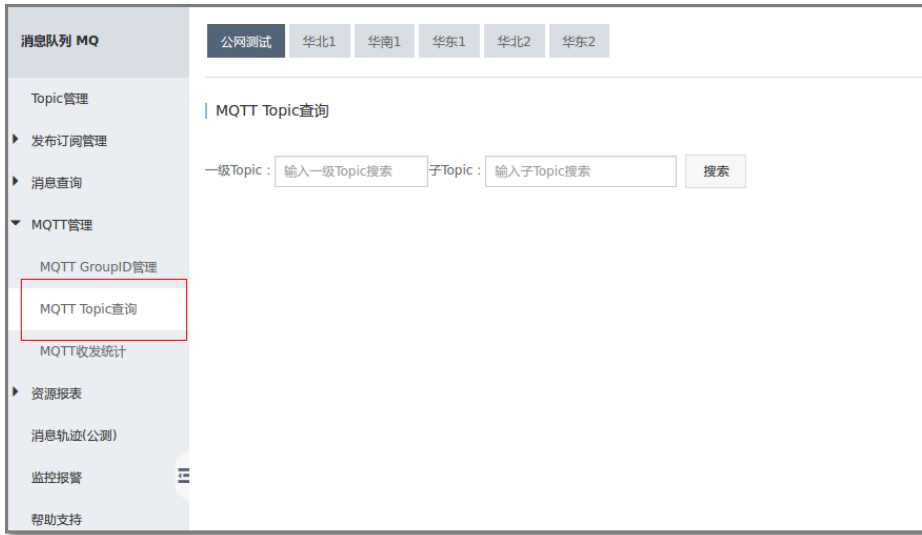 消息队列 MQ
公网测试 华北1 华南1 华东1 华北2 华东2
Topic管理
发布订阅管理
消息查询
MQTT管理
MQTT GroupID管理
MQTT Topic查询
MQTT收发统计
资源报表
消息轨迹(公测)
监控报警
帮助支持
MQTT Topic查询
一级Topic： 输入一级Topic搜索 子Topic： 输入子Topic搜索 搜索